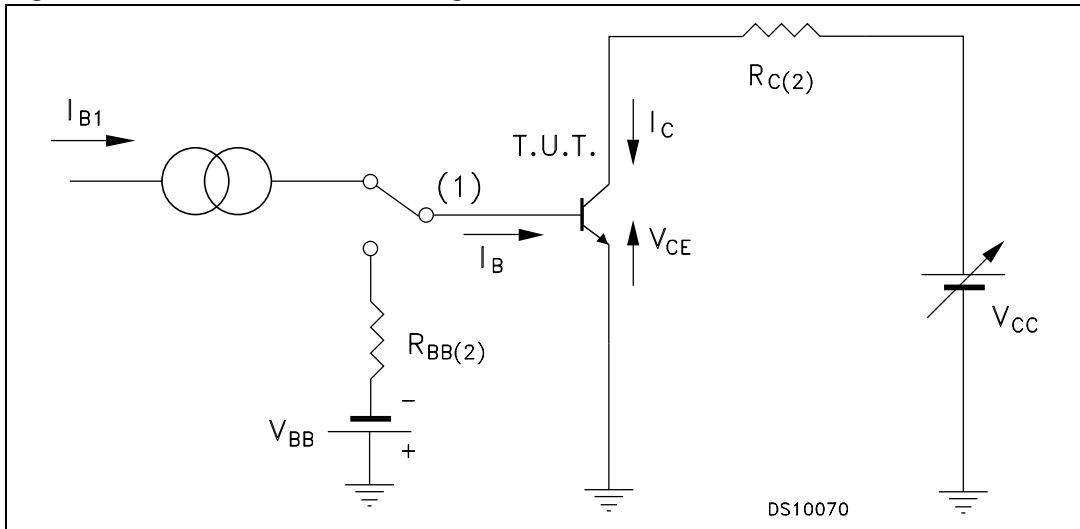 R_C(2)
I_B1
I_C
T.U.T.
(1)
I_B
V_CE
V_CC
R_BB(2)
−
V_BB
+
DS10070